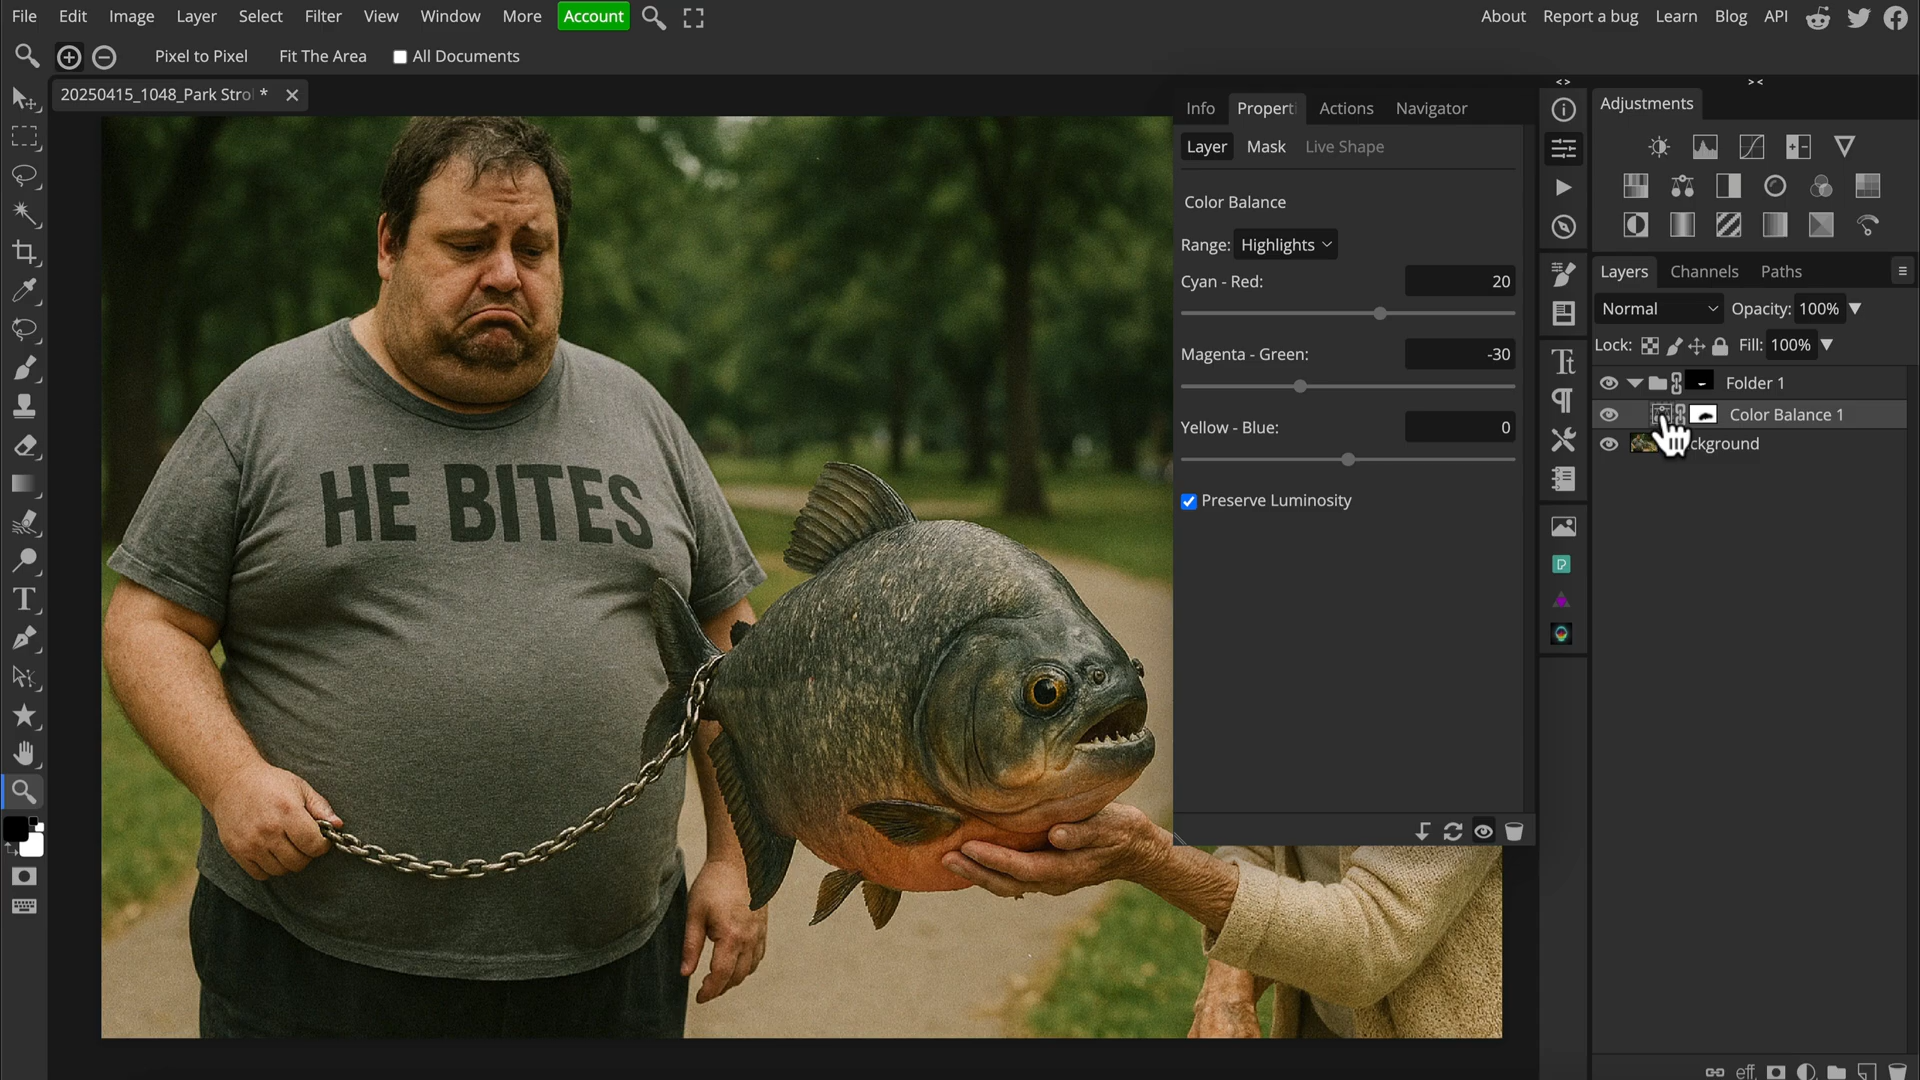 File Edit Image Layer Select Filter View Window More Account
About Report a bug Learn Blog API
Pixel to Pixel Fit The Area All Documents
20250415_1048_Park Strol *
Info Properti Actions Navigator
Layer Mask Live Shape
Color Balance
Range: Highlights
Cyan - Red: 20
Magenta - Green: -30
Yellow - Blue: 0
Preserve Luminosity
Adjustments
Layers Channels Paths
Normal Opacity: 100%
Lock: Fill: 100%
Folder 1
Color Balance 1
ckground
eff
HE BITES